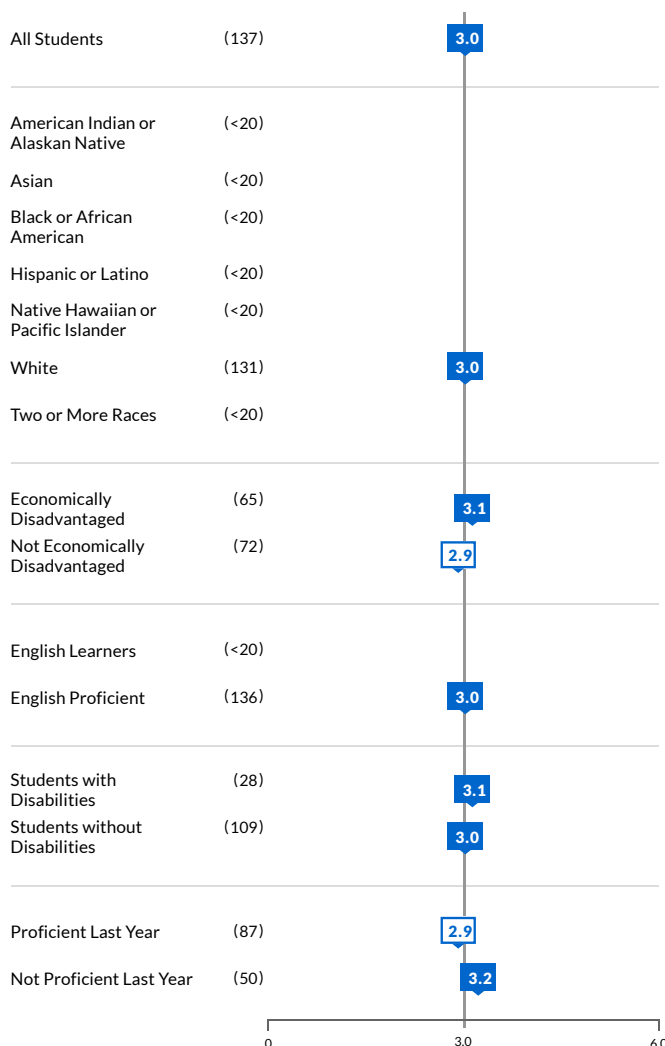 All Students (137) 3.0
American Indian or (<20)
Alaskan Native
Asian (<20)
Black or African (<20)
American
Hispanic or Latino (<20)
Native Hawaiian or (<20)
Pacific Islander
White (131) 3.0
Two or More Races (<20)
Economically (65) 3.1
Disadvantaged
Not Economically (72) 2.9
Disadvantaged
English Learners (<20)
English Proficient (136) 3.0
Students with (28) 3.1
Disabilities
Students without (109) 3.0
Disabilities
Proficient Last Year (87) 2.9
Not Proficient Last Year (50) 3.2
0 3.0 6.0